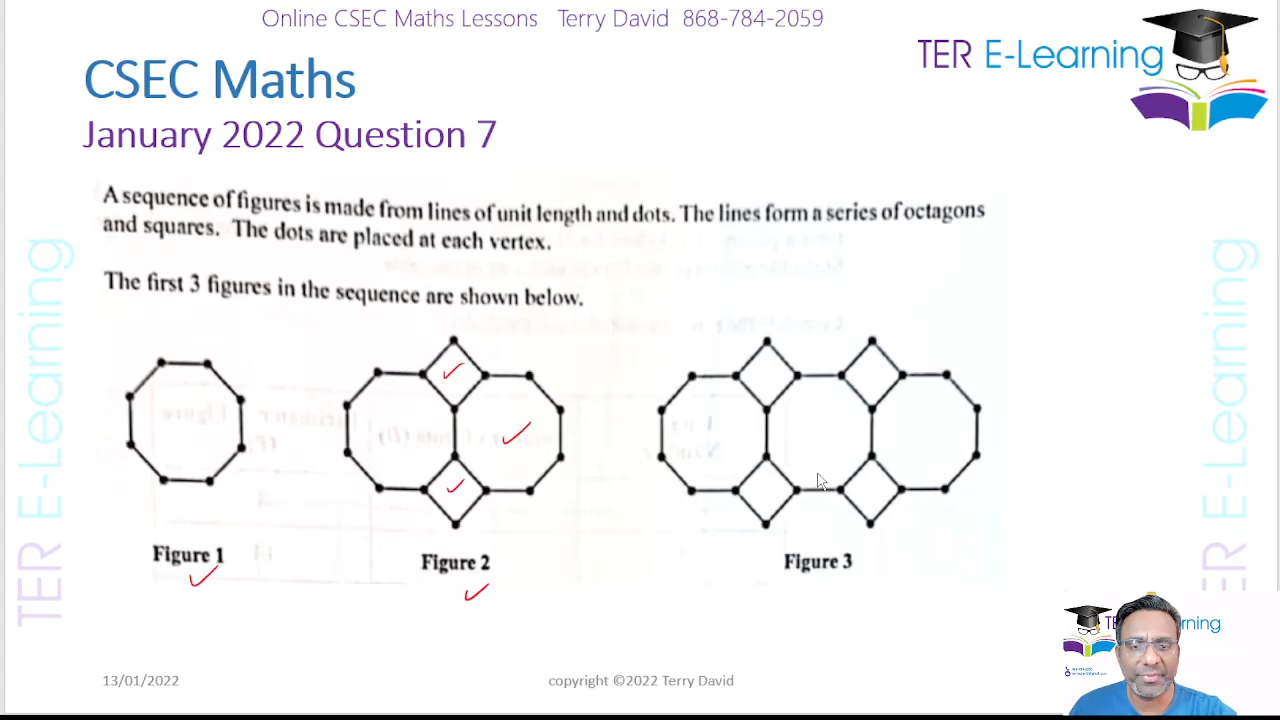 Online CSEC Maths Lessons Terry David 868-784-2059
TER E-Learning
CSEC Maths
January 2022 Question 7
A sequence of figures is made from lines of unit length and dots. The lines form a series of octagons
and squares. The dots are placed at each vertex.
The first 3 figures in the sequence are shown below.
Figure 1
Figure 2
Figure 3
TER E-Learning
ER E-Learning
TE
rning
13/01/2022
copyright ©2022 Terry David